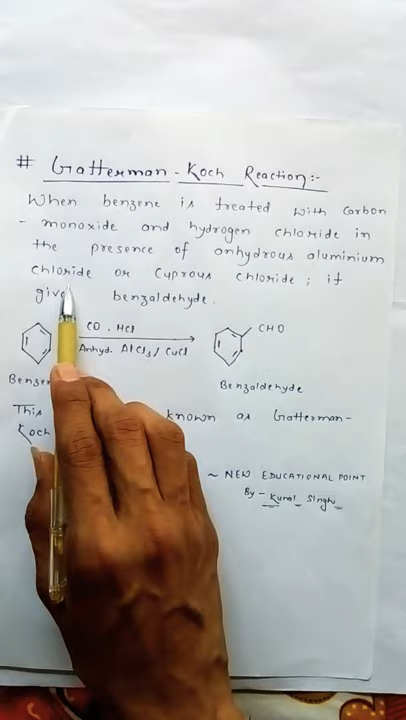 # Gatterman - Koch Reaction:-
When benzene is treated with carbon
- monoxide and hydrogen chloride in
the presence of anhydrous aluminium
chloride or cuprous chloride ; it
give benzaldehyde.
CO , HCl
Anhyd. AlCl3/ CuCl
CHO
Benzaldehyde
This known as Gatterman-
Koch
~ NEW EDUCATIONAL POINT
By - Kunal Singh